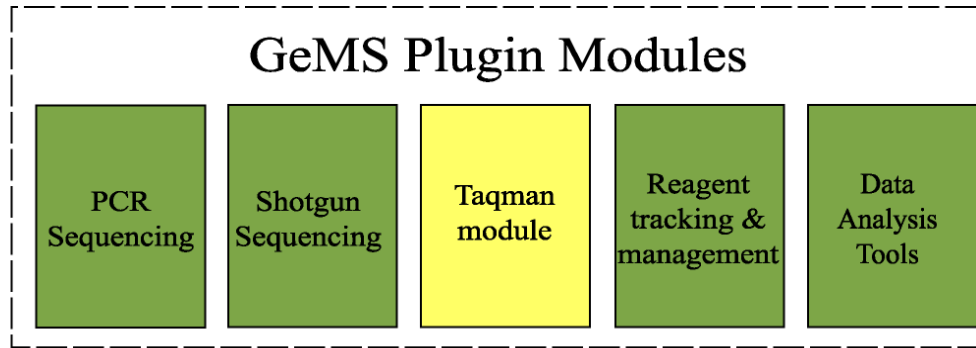 GeMS Plugin Modules
PCR
Sequencing
Shotgun
Sequencing
Taqman
module
Reagent
tracking &
management
Data
Analysis
Tools